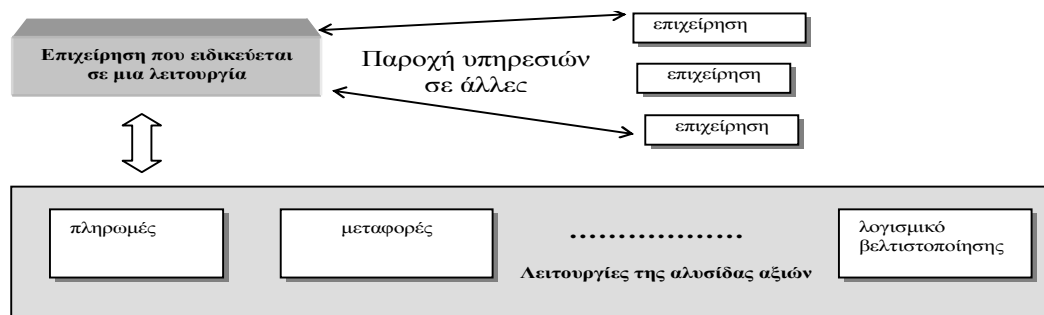 επιχείρηση
Επιχείρηση που ειδικεύεται
σε μια λειτουργία
Παροχή υπηρεσιών
σε άλλες
επιχείρηση
επιχείρηση
πληρωμές
μεταφορές
..................
λογισμικό
βελτιστοποίησης
Λειτουργίες της αλυσίδας αξιών